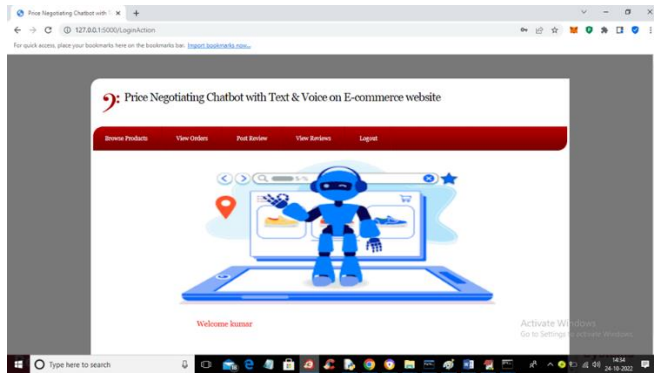 Price Negotiating Chatbot with T
127.0.0.1:5000/LoginAction
For quick access, place your bookmarks here on the bookmarks bar. Import bookmarks now...
Price Negotiating Chatbot with Text & Voice on E-commerce website
Browse Products View Orders Post Review View Reviews Logout
Welcome kumar
Activate Windows
Go to Settings to activate Windows.
Type here to search
14:54
24-10-2022